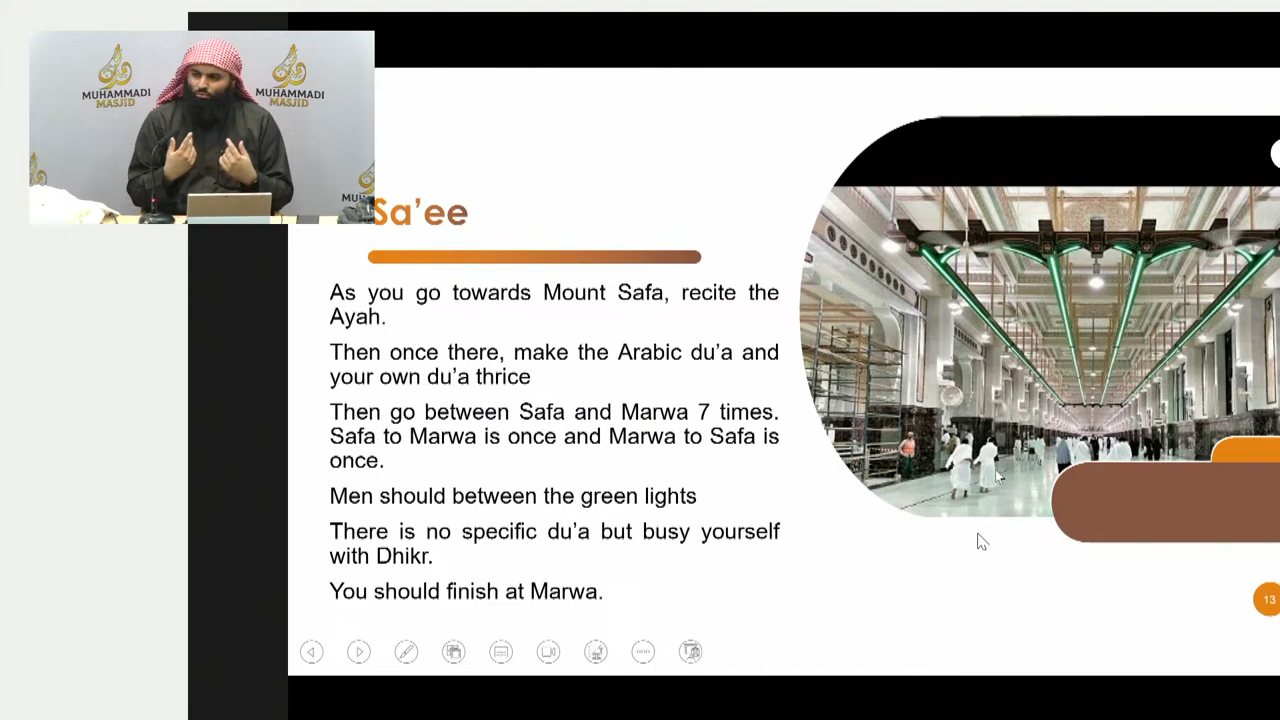 MUHAMMADI
MASJID
MUHAMMADI
MASJID
Sa'ee
As you go towards Mount Safa, recite the
Ayah.
Then once there, make the Arabic du'a and
your own du'a thrice
Then go between Safa and Marwa 7 times.
Safa to Marwa is once and Marwa to Safa is
once.
Men should between the green lights
There is no specific du'a but busy yourself
with Dhikr.
You should finish at Marwa.
13